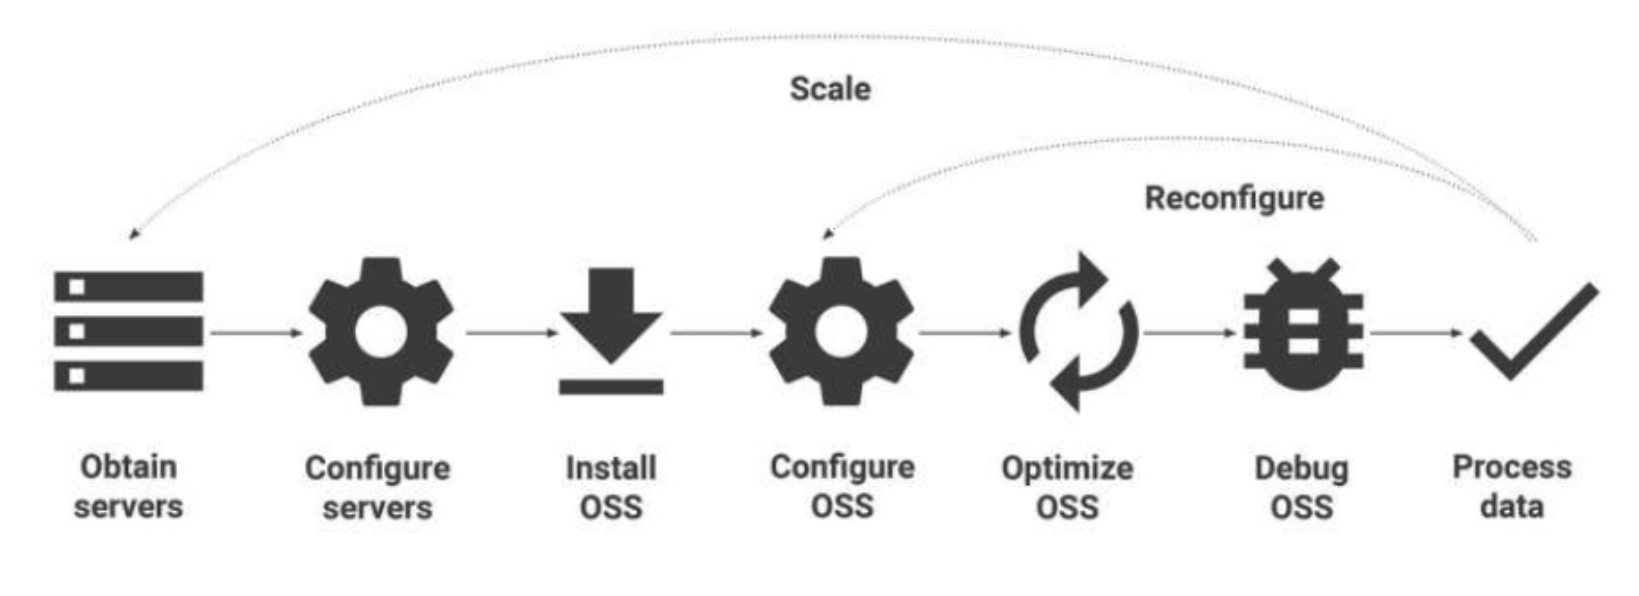 Scale
Reconfigure
Obtain
servers
Configure
servers
Install
OSS
Configure
OSS
Optimize
OSS
Debug
OSS
Process
data